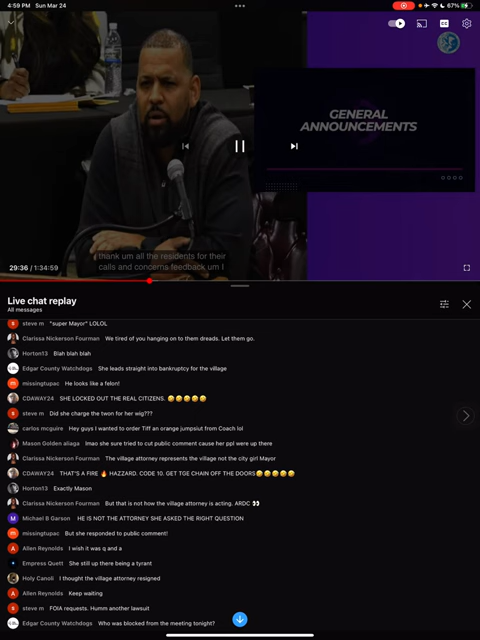 4:59 PM Sun Mar 24
67%
CC
GENERAL
ANNOUNCEMENTS
thank um all the residents for their
calls and concerns feedback um I
29:36 / 1:34:59
Live chat replay
All messages
steve m "super Mayor" LOLOL
Clarissa Nickerson Fourman We tired of you hanging on to them dreads. Let them go.
Horton13 Blah blah blah
Edgar County Watchdogs She leads straight into bankruptcy for the village
missingtupac He looks like a felon!
CDAWAY24 SHE LOCKED OUT THE REAL CITIZENS. 🤣🤣🤣🤣🤣
steve m Did she charge the twon for her wig???
carlos mcguire Hey guys I wanted to order Tiff an orange jumpsiut from Coach lol
Mason Golden aliaga lmao she sure tried to cut public comment cause her ppl were up there
Clarissa Nickerson Fourman The village attorney represents the village not the city girl Mayor
CDAWAY24 THAT'S A FIRE 🔥 HAZZARD. CODE 10. GET TGE CHAIN OFF THE DOORS🤣🤣🤣🤣🤣
Horton13 Exactly Mason
Clarissa Nickerson Fourman But that is not how the village attorney is acting. ARDC 👀
M Michael B Garson HE IS NOT THE ATTORNEY SHE ASKED THE RIGHT QUESTION
missingtupac But she responded to public comment!
A Allen Reynolds I wish it was q and a
Empress Quett She still up there being a tyrant
Holy Canoli I thought the village attorney resigned
A Allen Reynolds Keep waiting
steve m FOIA requests. Humm another lawsuit
Edgar County Watchdogs Who was blocked from the meeting tonight?